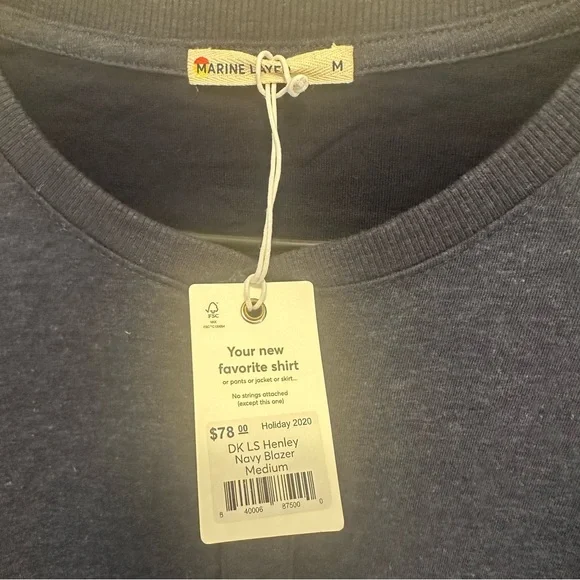 MARINE LAYER M
FSC
Your new
favorite shirt
or pants or jacket or skirt...
No strings attached
(except this one)
$78 00 Holiday 2020
DK LS Henley
Navy Blazer
Medium
8 40006 87500 0